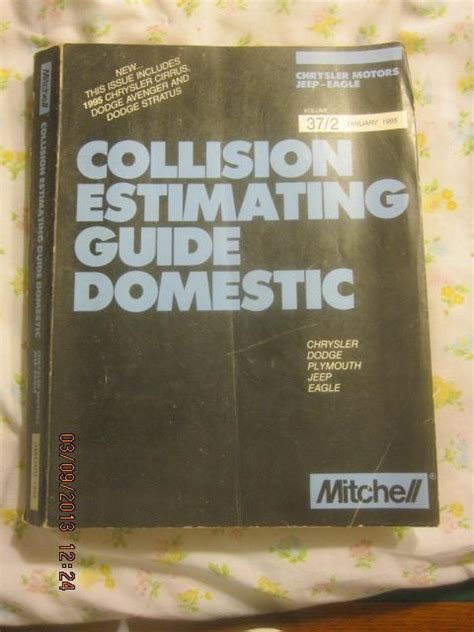 NEW...
THIS ISSUE INCLUDES
1995 CHRYSLER CIRRUS,
DODGE AVENGER AND
DODGE STRATUS
CHRYSLER MOTORS
JEEP-EAGLE
VOLUME
37/2 JANUARY 1995
COLLISION
ESTIMATING
GUIDE
DOMESTIC
CHRYSLER
DODGE
PLYMOUTH
JEEP
EAGLE
Mitchell®
Mitchell
COLLISION ESTIMATING GUIDE DOMESTIC
03/09/2013 12:24